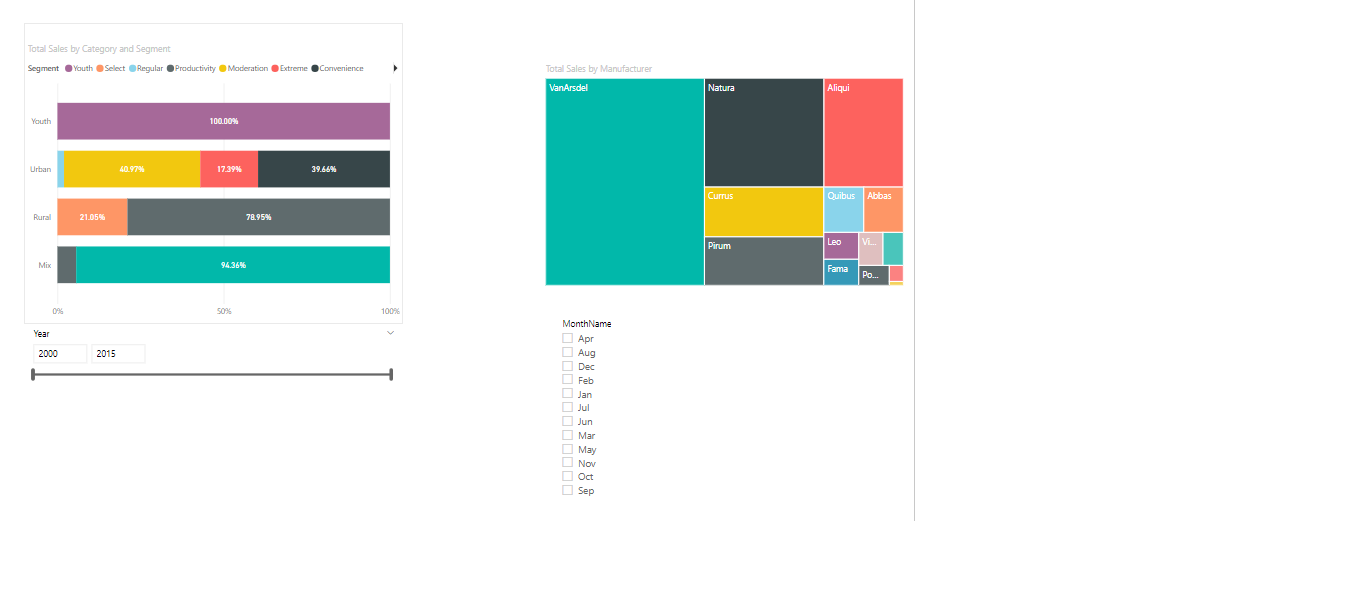 Total Sales by Category and Segment
Segment Youth Select Regular Productivity Moderation Extreme Convenience
Youth 100.00%
Urban 40.97% 17.39% 39.66%
Rural 21.05% 78.95%
Mix 94.36%
0% 50% 100%
Year
2000 2015
Total Sales by Manufacturer
VanArsdel Natura Aliqui
Currus Quibus Abbas
Pirum Leo Vi...
Fama Po...
MonthName
Apr
Aug
Dec
Feb
Jan
Jul
Jun
Mar
May
Nov
Oct
Sep